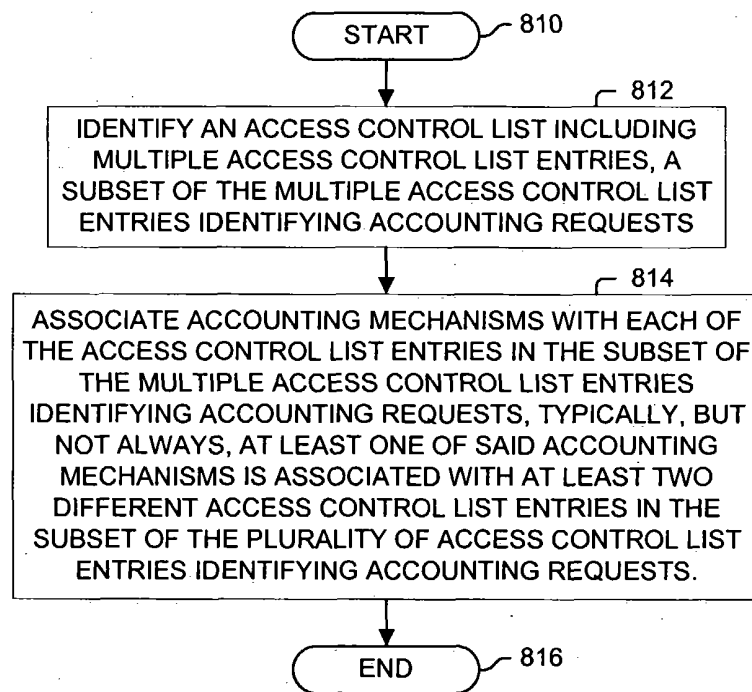 START
810
812
IDENTIFY AN ACCESS CONTROL LIST INCLUDING
MULTIPLE ACCESS CONTROL LIST ENTRIES, A
SUBSET OF THE MULTIPLE ACCESS CONTROL LIST
ENTRIES IDENTIFYING ACCOUNTING REQUESTS
814
ASSOCIATE ACCOUNTING MECHANISMS WITH EACH OF
THE ACCESS CONTROL LIST ENTRIES IN THE SUBSET OF
THE MULTIPLE ACCESS CONTROL LIST ENTRIES
IDENTIFYING ACCOUNTING REQUESTS, TYPICALLY, BUT
NOT ALWAYS, AT LEAST ONE OF SAID ACCOUNTING
MECHANISMS IS ASSOCIATED WITH AT LEAST TWO
DIFFERENT ACCESS CONTROL LIST ENTRIES IN THE
SUBSET OF THE PLURALITY OF ACCESS CONTROL LIST
ENTRIES IDENTIFYING ACCOUNTING REQUESTS.
END
816